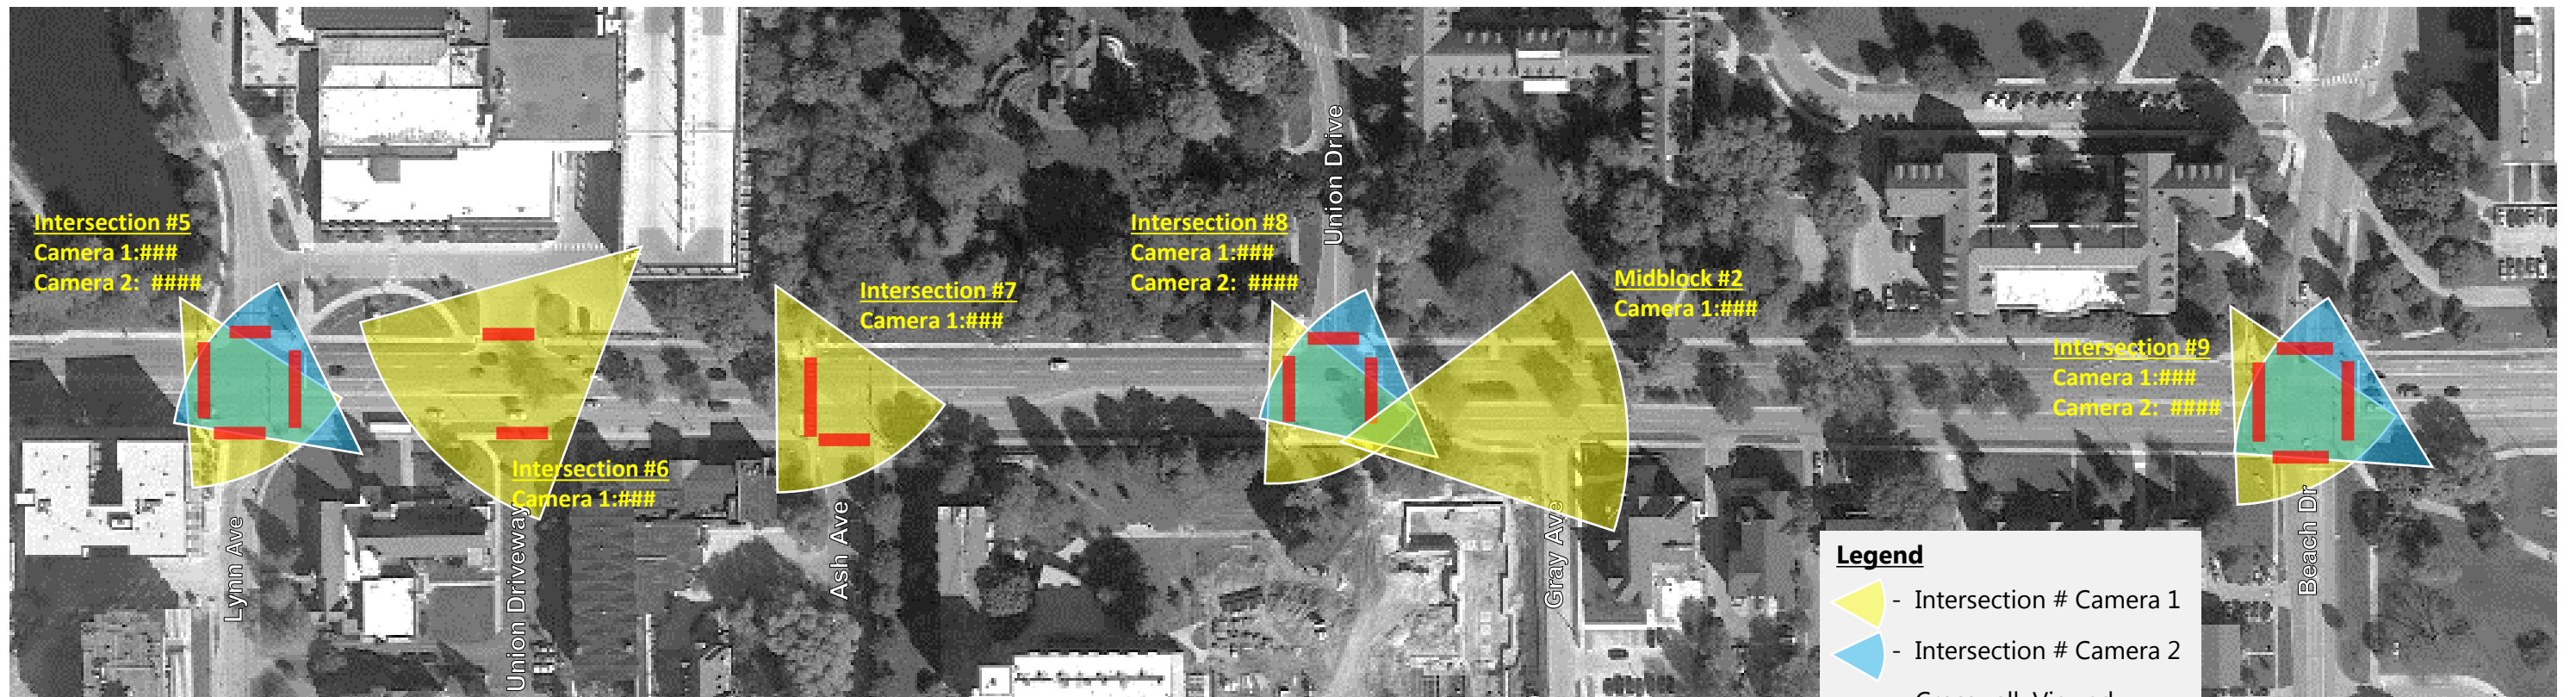 Intersection #5
Camera 1:###
Camera 2: ####
Intersection #6
Camera 1:###
Intersection #7
Camera 1:###
Intersection #8
Camera 1:###
Camera 2: ####
Midblock #2
Camera 1:###
Intersection #9
Camera 1:###
Camera 2: ####
Lynn Ave
Union Driveway
Ash Ave
Union Drive
Gray Ave
Beach Dr
Legend
- Intersection # Camera 1
- Intersection # Camera 2
Crosswalk Viewed